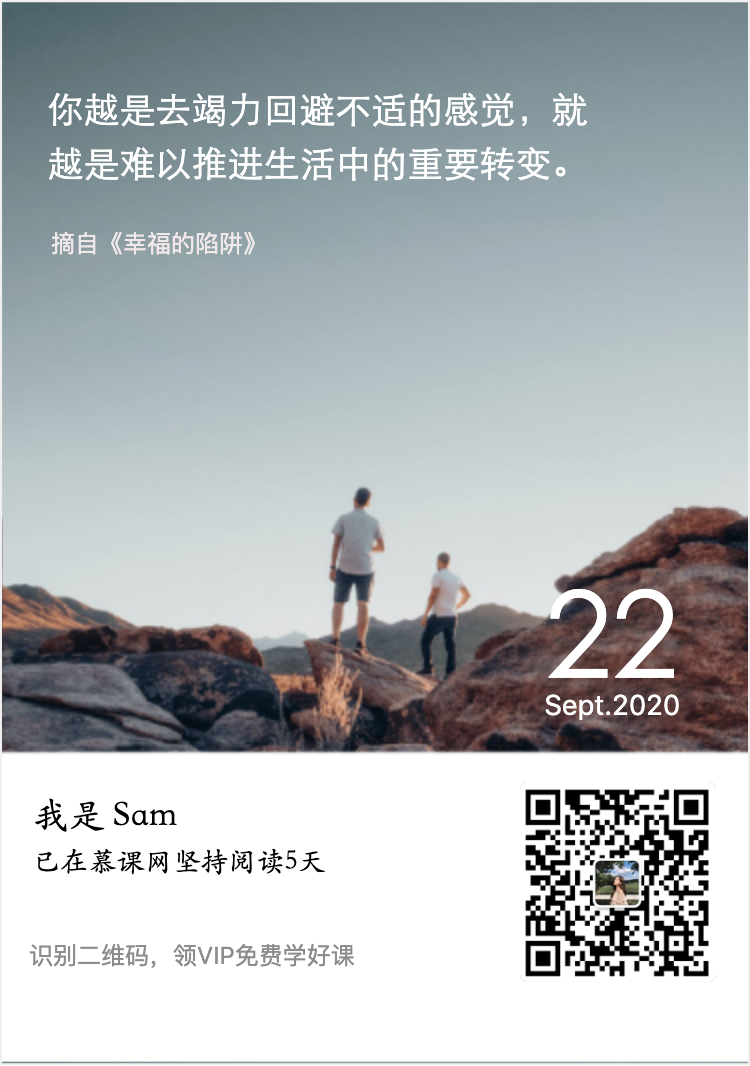 你越是去竭力回避不适的感觉，就
越是难以推进生活中的重要转变。
摘自《幸福的陷阱》
22
Sept.2020
我是 Sam
已在慕课网坚持阅读5天
识别二维码，领VIP免费学好课